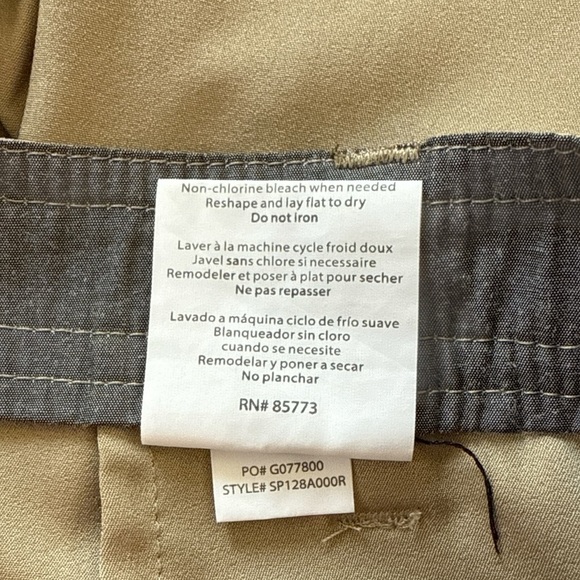 Non-chlorine bleach when needed
Reshape and lay flat to dry
Do not iron
Laver à la machine cycle froid doux
Javel sans chlore si necessaire
Remodeler et poser à plat pour secher
Ne pas repasser
Lavado a máquina ciclo de frío suave
Blanqueador sin cloro
cuando se necesite
Remodelar y poner a secar
No planchar
RN# 85773
PO# G077800
STYLE# SP128A000R